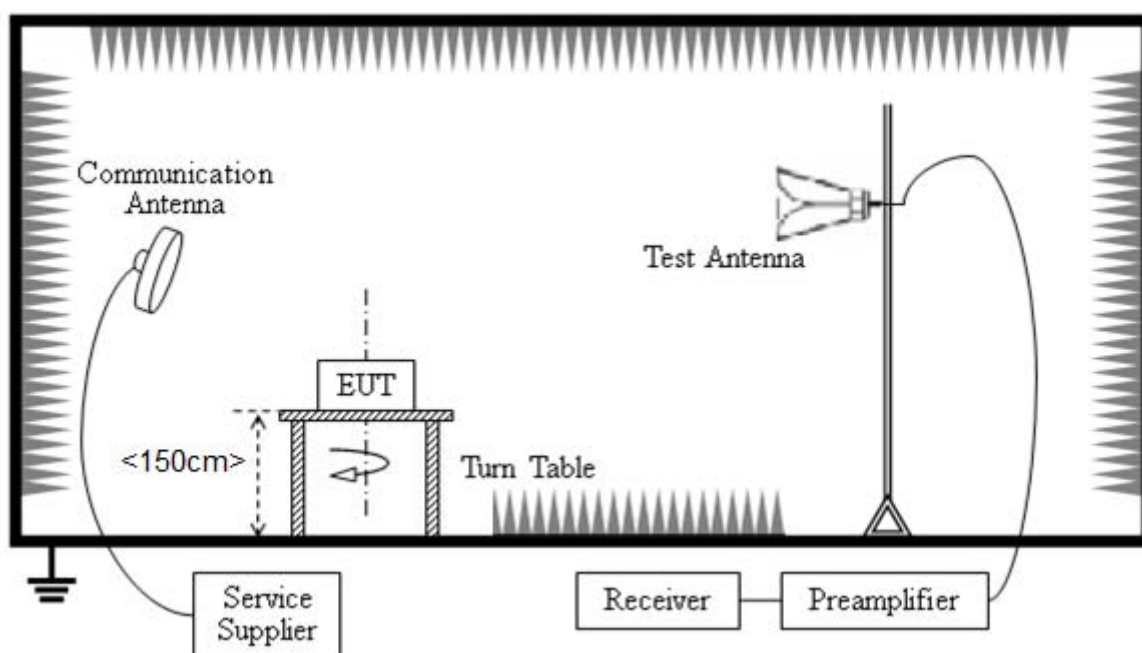 Communication
Antenna
Test Antenna
EUT
<150cm>
Turn Table
Service
Supplier
Receiver
Preamplifier